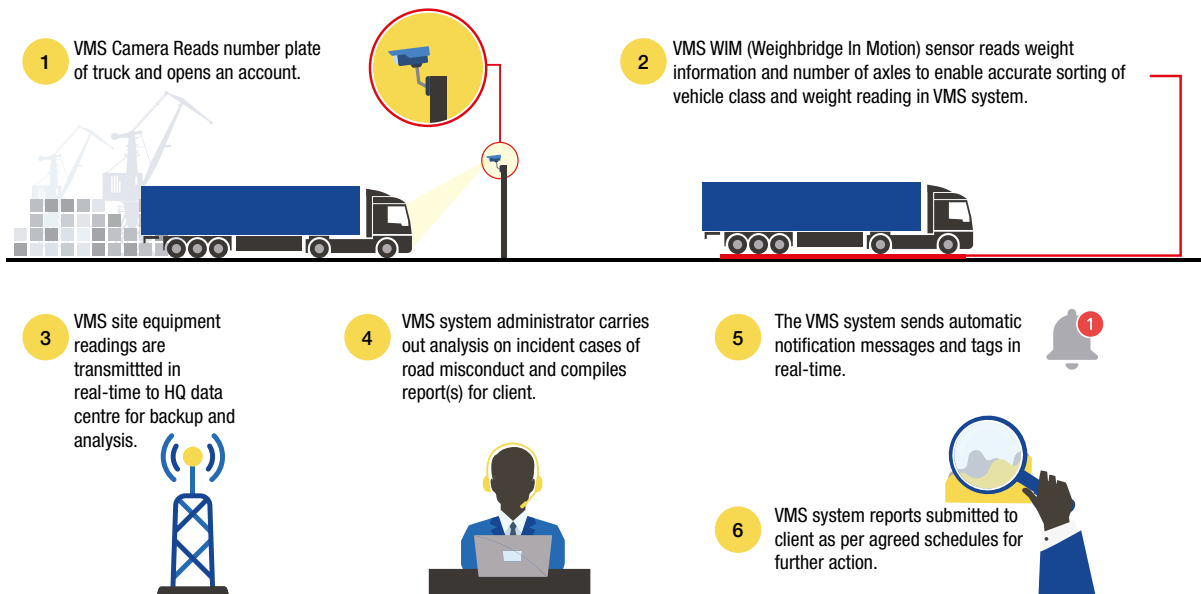 1
VMS Camera Reads number plate
of truck and opens an account.
2
VMS WIM (Weighbridge In Motion) sensor reads weight
information and number of axles to enable accurate sorting of
vehicle class and weight reading in VMS system.
3
VMS site equipment
readings are
transmittted in
real-time to HQ data
centre for backup and
analysis.
4
VMS system administrator carries
out analysis on incident cases of
road misconduct and compiles
report(s) for client.
5
The VMS system sends automatic
notification messages and tags in
real-time.
1
6
VMS system reports submitted to
client as per agreed schedules for
further action.